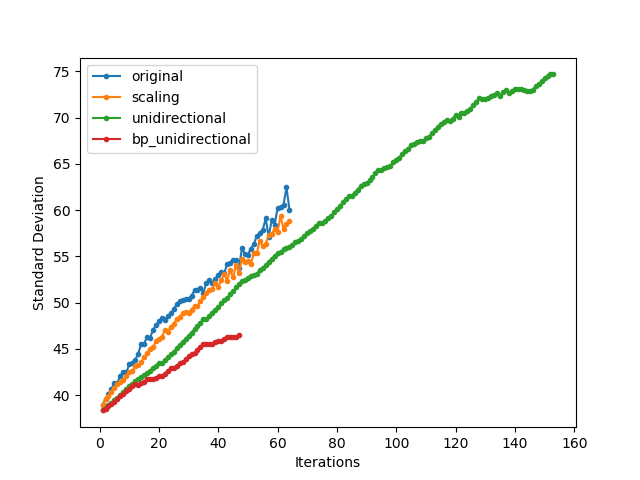 original
scaling
unidirectional
bp_unidirectional
75
70
65
60
55
50
45
40
Standard Deviation
0 20 40 60 80 100 120 140 160
Iterations